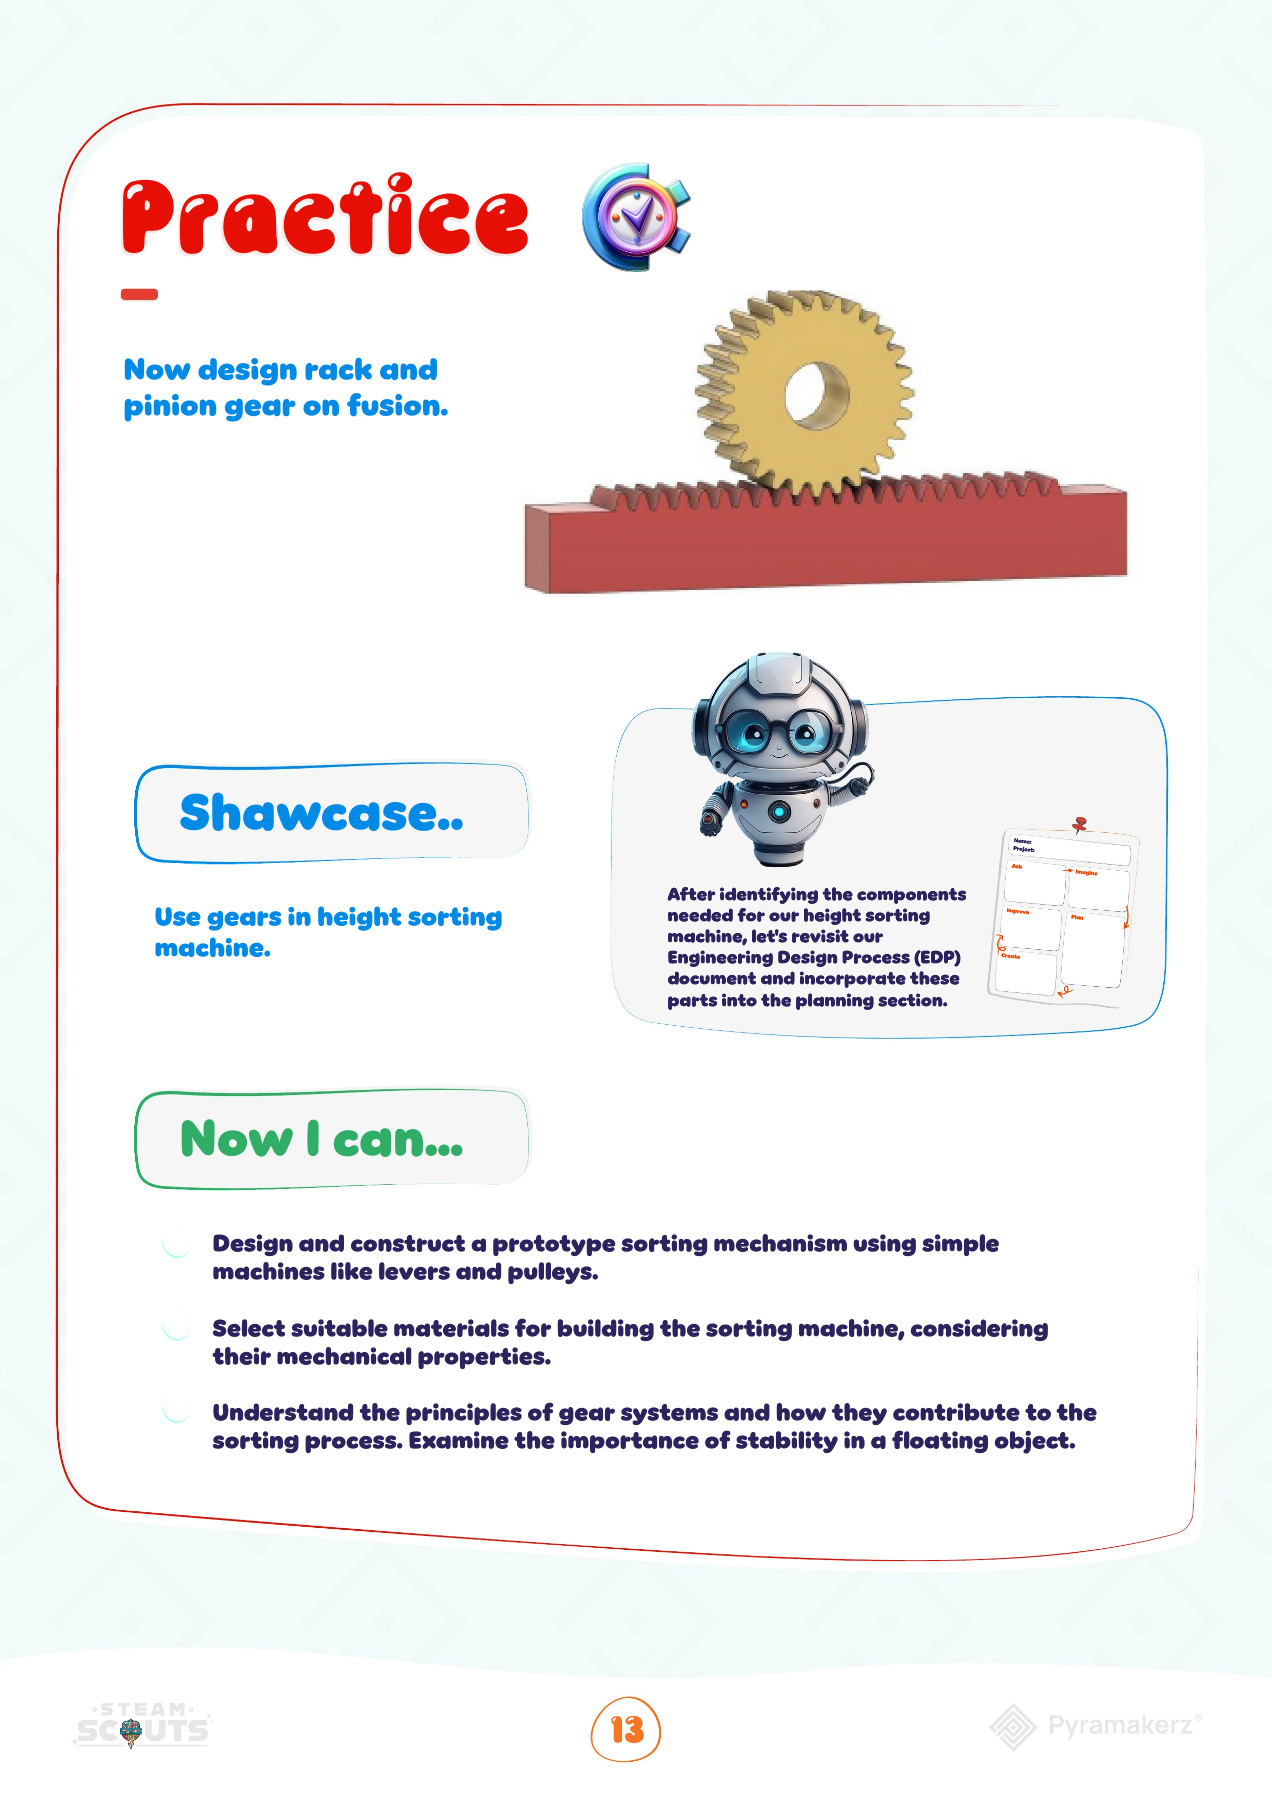 Practice
Now design rack and
pinion gear on fusion.
Shawcase..
Use gears in height sorting
machine.
After identifying the components
needed for our height sorting
machine, let's revisit our
Engineering Design Process (EDP)
document and incorporate these
parts into the planning section.
Name:
Project:
Ask
Imagine
Improve
Plan
Create
Now I can...
Design and construct a prototype sorting mechanism using simple
machines like levers and pulleys.
Select suitable materials for building the sorting machine, considering
their mechanical properties.
Understand the principles of gear systems and how they contribute to the
sorting process. Examine the importance of stability in a floating object.
STEAM
SCOUTS
13
Pyramakerz